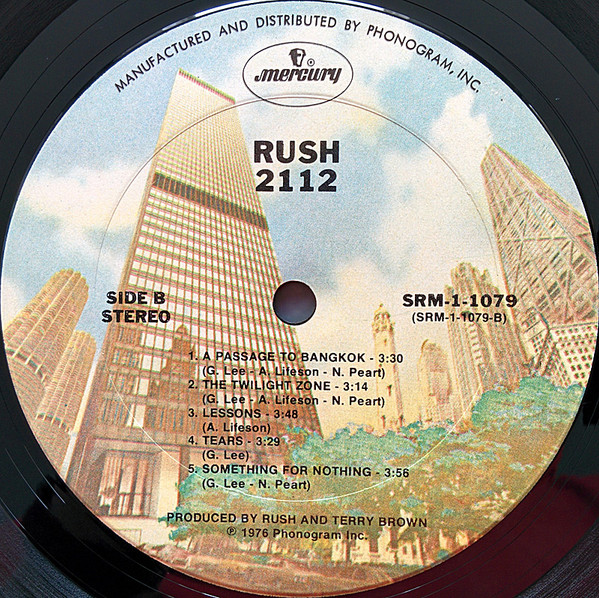 MANUFACTURED AND DISTRIBUTED BY PHONOGRAM, INC.
mercury
®
RUSH
2112
SIDE B
STEREO
SRM-1-1079
(SRM-1-1079-B)
1. A PASSAGE TO BANGKOK - 3:30
(G. Lee - A. Lifeson - N. Peart)
2. THE TWILIGHT ZONE - 3:14
(G. Lee - A. Lifeson - N. Peart)
3. LESSONS - 3:48
(A. Lifeson)
4. TEARS - 3:29
(G. Lee)
5. SOMETHING FOR NOTHING - 3:56
(G. Lee - N. Peart)
PRODUCED BY RUSH AND TERRY BROWN
℗ 1976 Phonogram Inc.